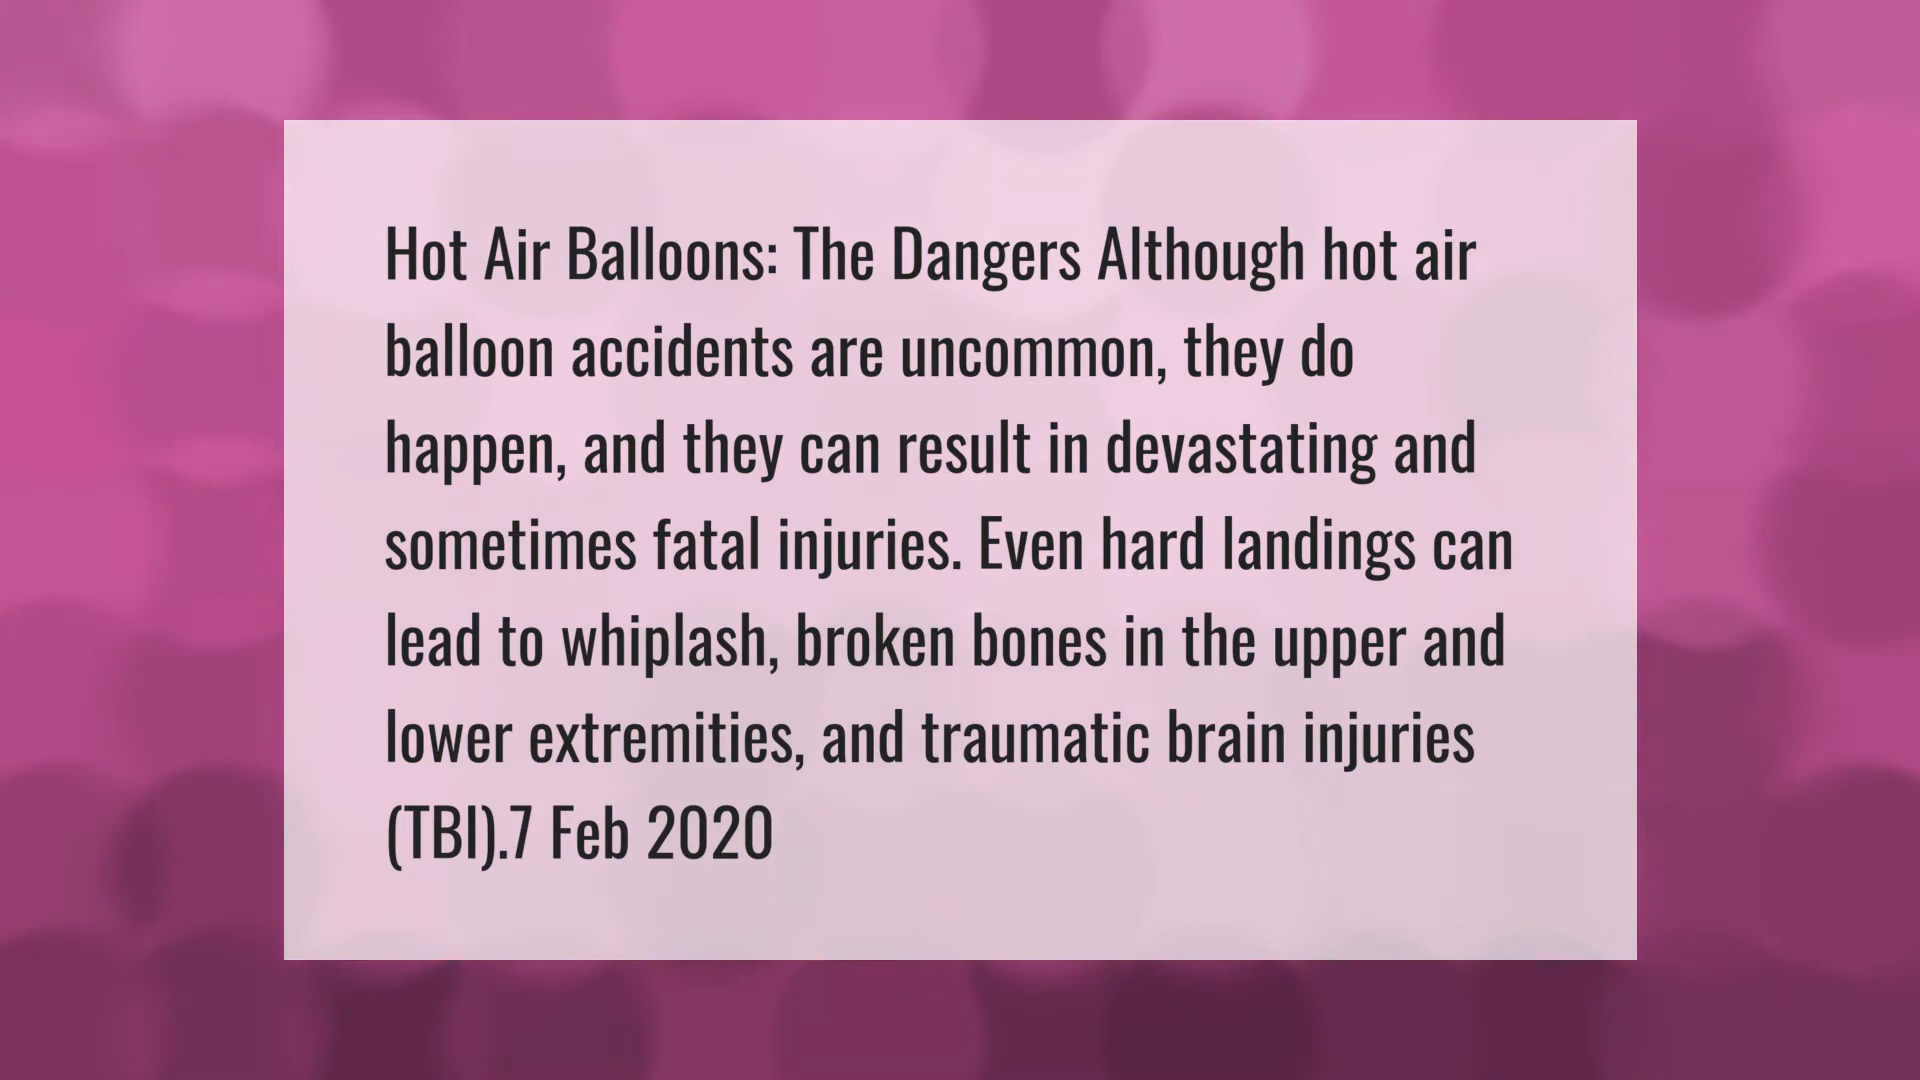 Hot Air Balloons: The Dangers Although hot air
balloon accidents are uncommon, they do
happen, and they can result in devastating and
sometimes fatal injuries. Even hard landings can
lead to whiplash, broken bones in the upper and
lower extremities, and traumatic brain injuries
(TBI).7 Feb 2020